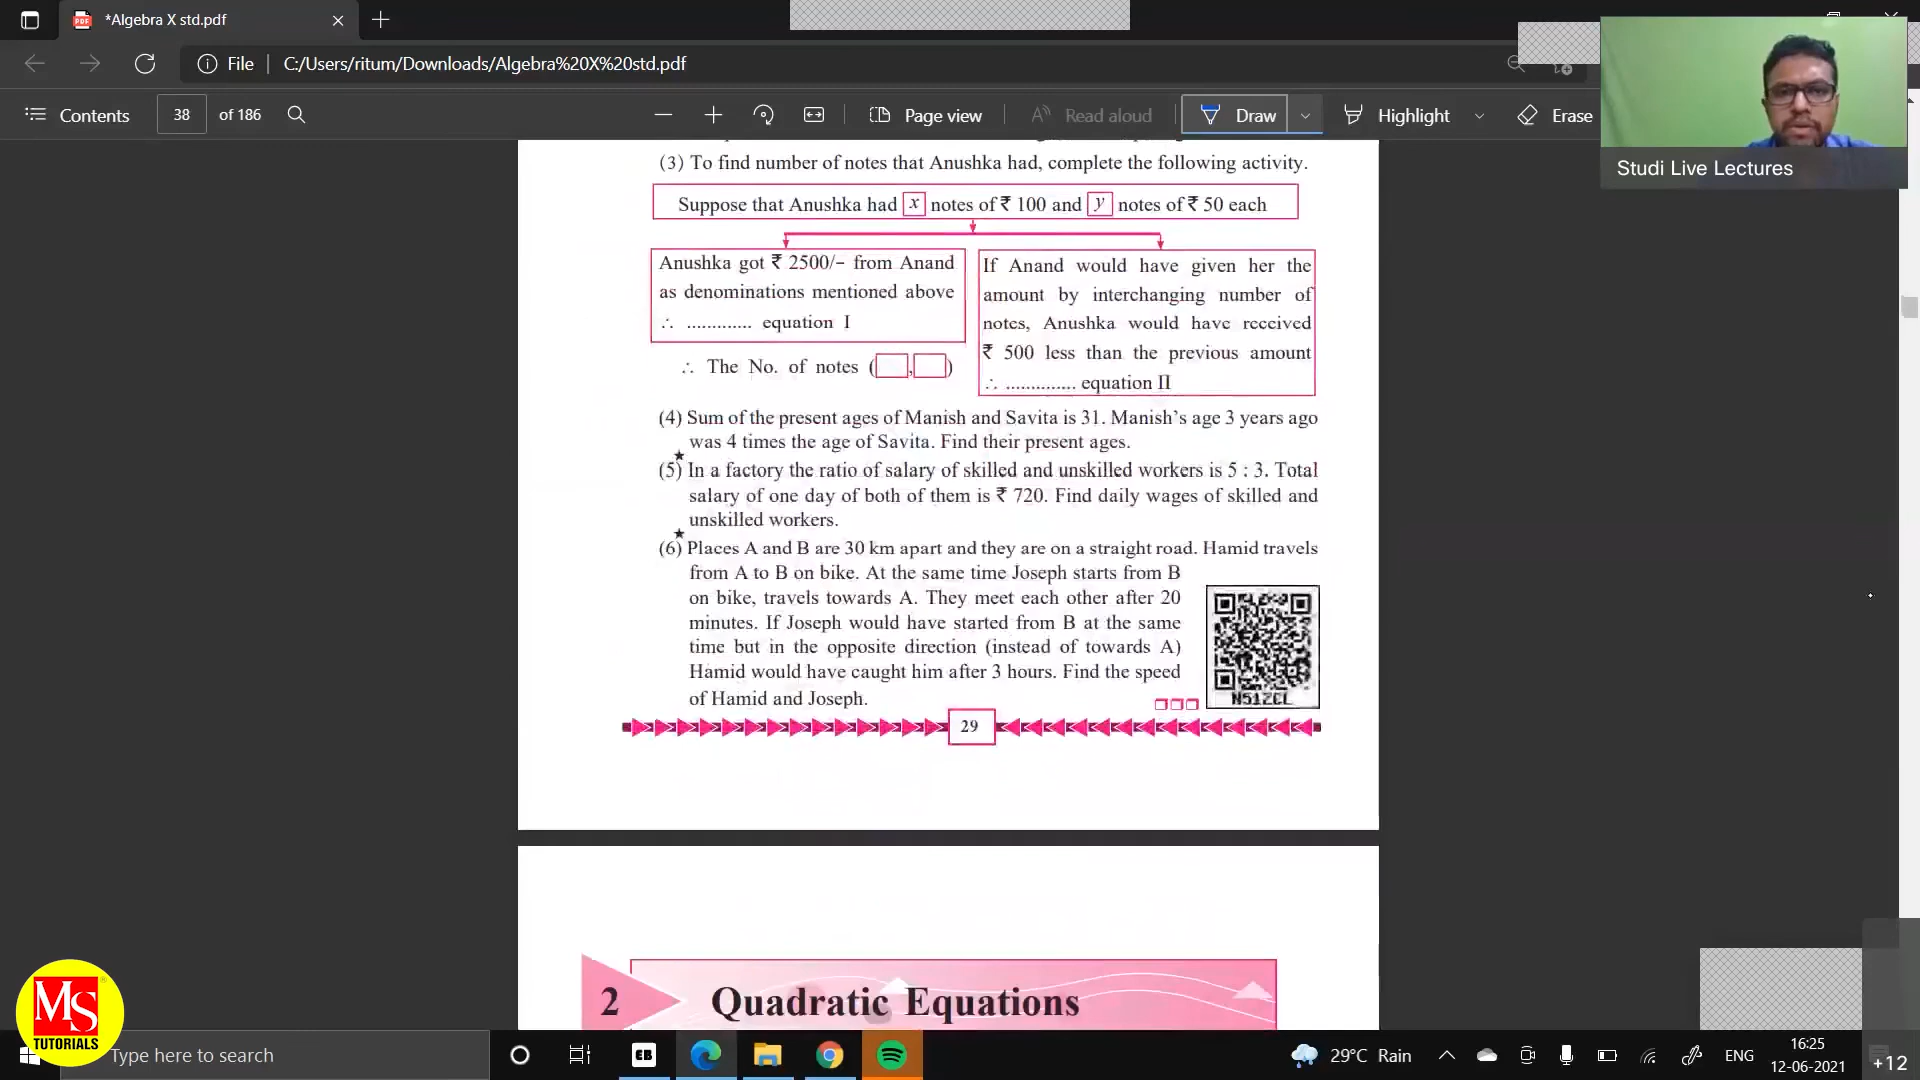 *Algebra X std.pdf
File
C:/Users/ritum/Downloads/Algebra%20X%20std.pdf
Contents
38
of 186
Page view
Read aloud
Draw
Highlight
Erase
Studi Live Lectures
(3) To find number of notes that Anushka had, complete the following activity.
Suppose that Anushka had x notes of ₹ 100 and y notes of ₹ 50 each
Anushka got ₹ 2500/- from Anand
as denominations mentioned above
∴ ............. equation I
If Anand would have given her the
amount by interchanging number of
notes, Anushka would have received
₹ 500 less than the previous amount
∴ .............. equation II
∴ The No. of notes ( , )
(4) Sum of the present ages of Manish and Savita is 31. Manish's age 3 years ago
was 4 times the age of Savita. Find their present ages.
★
(5) In a factory the ratio of salary of skilled and unskilled workers is 5 : 3. Total
salary of one day of both of them is ₹ 720. Find daily wages of skilled and
unskilled workers.
★
(6) Places A and B are 30 km apart and they are on a straight road. Hamid travels
from A to B on bike. At the same time Joseph starts from B
on bike, travels towards A. They meet each other after 20
minutes. If Joseph would have started from B at the same
time but in the opposite direction (instead of towards A)
Hamid would have caught him after 3 hours. Find the speed
of Hamid and Joseph.
N51ZCL
29
2
Quadratic Equations
MS
TUTORIALS
Type here to search
EB
29°C Rain
ENG
16:25
12-06-2021
+12